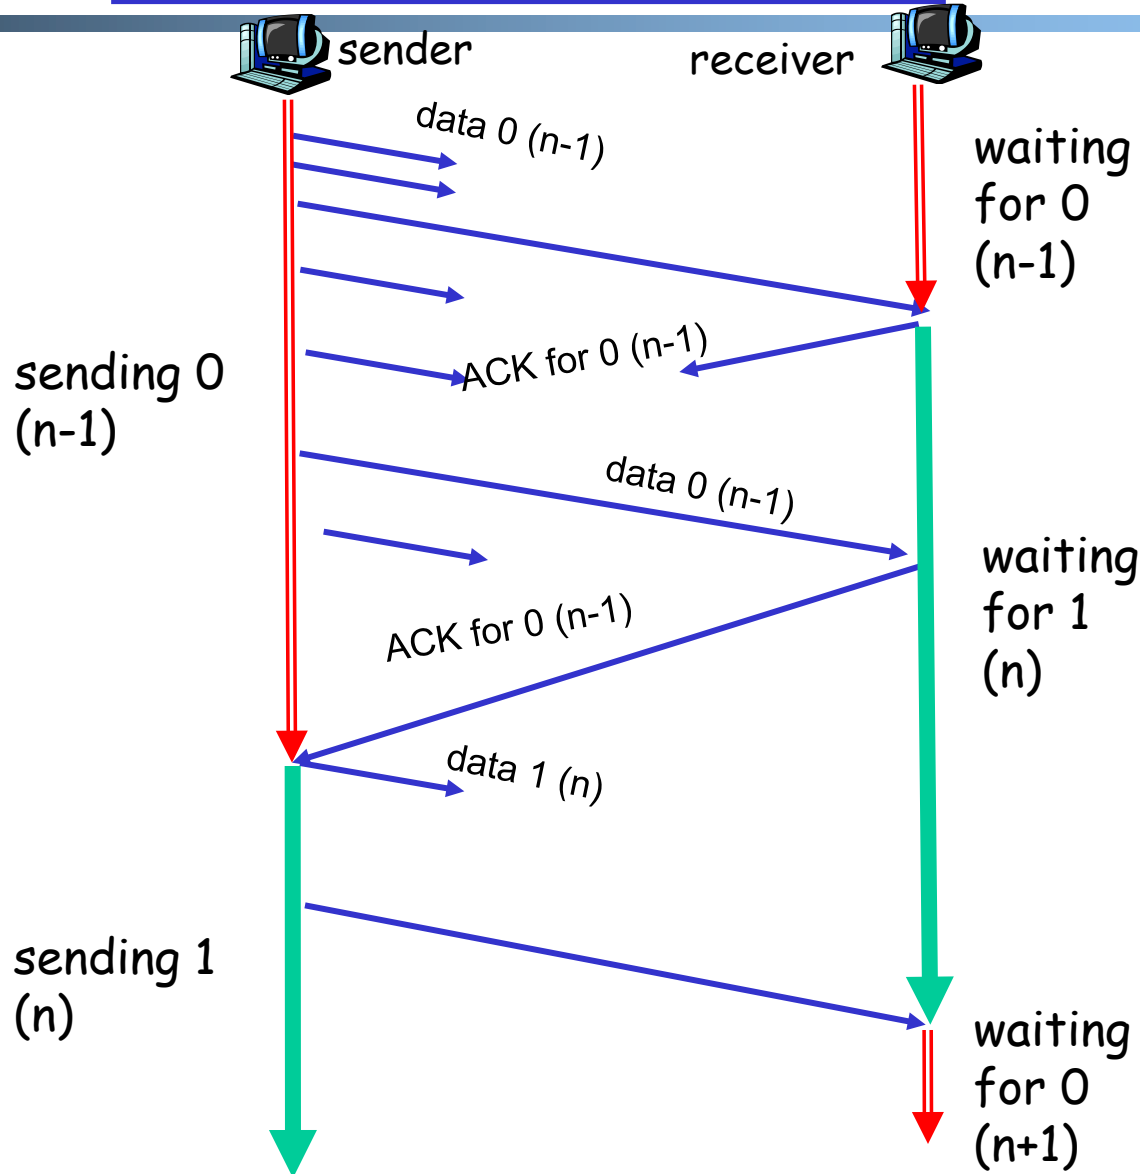 sender
receiver
data 0 (n-1)
waiting
for 0
(n-1)
ACK for 0 (n-1)
sending 0
(n-1)
data 0 (n-1)
waiting
for 1
(n)
ACK for 0 (n-1)
data 1 (n)
sending 1
(n)
waiting
for 0
(n+1)